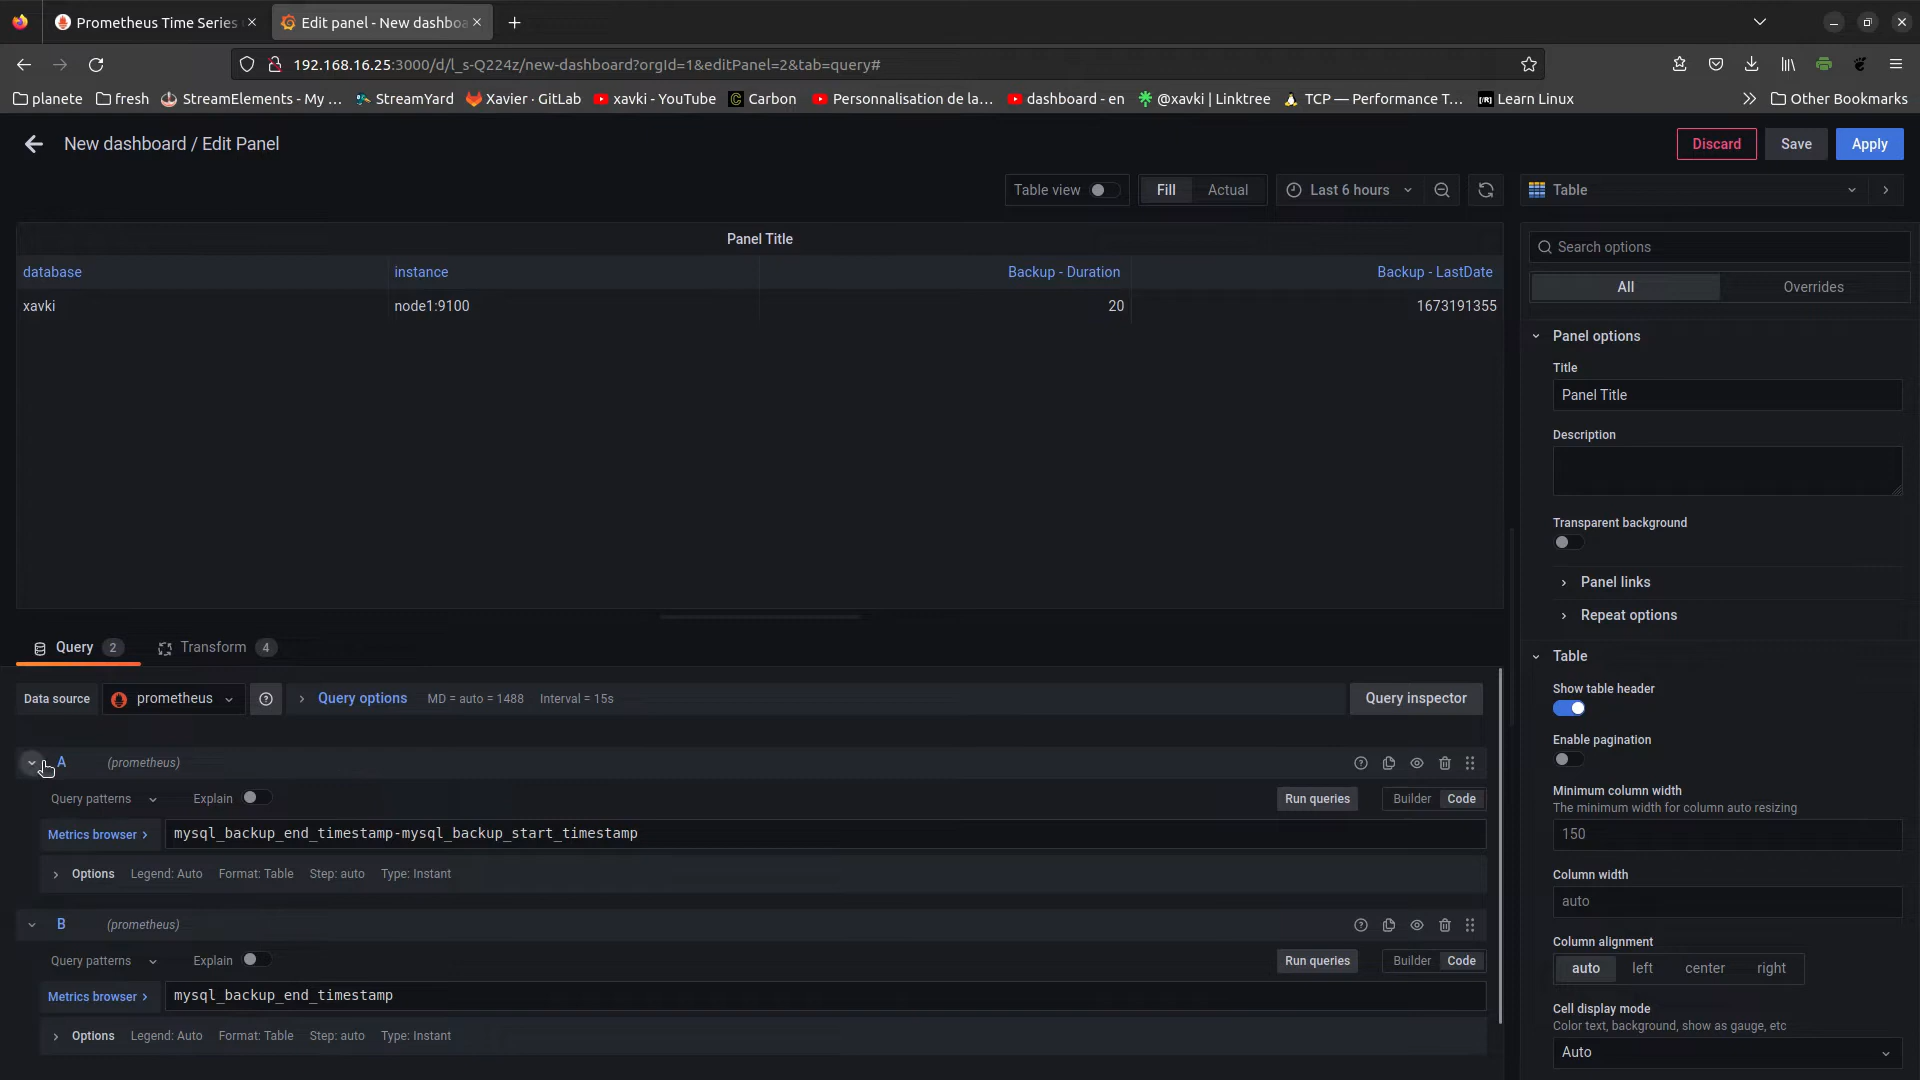 Prometheus Time Series
Edit panel - New dashboa
192.168.16.25:3000/d/l_s-Q224z/new-dashboard?orgId=1&editPanel=2&tab=query#
planete
fresh
StreamElements - My ...
StreamYard
Xavier · GitLab
xavki - YouTube
Carbon
Personnalisation de la...
dashboard - en
@xavki | Linktree
TCP — Performance T...
Learn Linux
Other Bookmarks
New dashboard / Edit Panel
Discard
Save
Apply
Table view
Fill
Actual
Last 6 hours
Table
Panel Title
database instance Backup - Duration Backup - LastDate
xavki node1:9100 20 1673191355
Search options
All
Overrides
Panel options
Title
Panel Title
Description
Transparent background
Panel links
Repeat options
Query 2
Transform 4
Data source
prometheus
Query options
MD = auto = 1488
Interval = 15s
Query inspector
A (prometheus)
Query patterns
Explain
Run queries
Builder
Code
Metrics browser >
mysql_backup_end_timestamp-mysql_backup_start_timestamp
Options
Legend: Auto
Format: Table
Step: auto
Type: Instant
B (prometheus)
Query patterns
Explain
Run queries
Builder
Code
Metrics browser >
mysql_backup_end_timestamp
Options
Legend: Auto
Format: Table
Step: auto
Type: Instant
Table
Show table header
Enable pagination
Minimum column width
The minimum width for column auto resizing
150
Column width
auto
Column alignment
auto
left
center
right
Cell display mode
Color text, background, show as gauge, etc
Auto